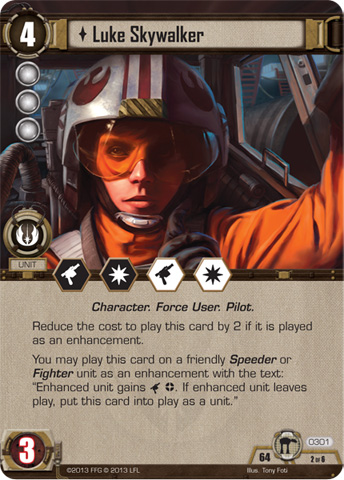 4
Luke Skywalker
UNIT
Character. Force User. Pilot.
Reduce the cost to play this card by 2 if it is played
as an enhancement.
You may play this card on a friendly Speeder or
Fighter unit as an enhancement with the text:
“Enhanced unit gains . If enhanced unit leaves
play, put this card into play as a unit.”
3
64
2 of 6
0301
©2013 FFG © 2013 LFL
Illus. Tony Foti